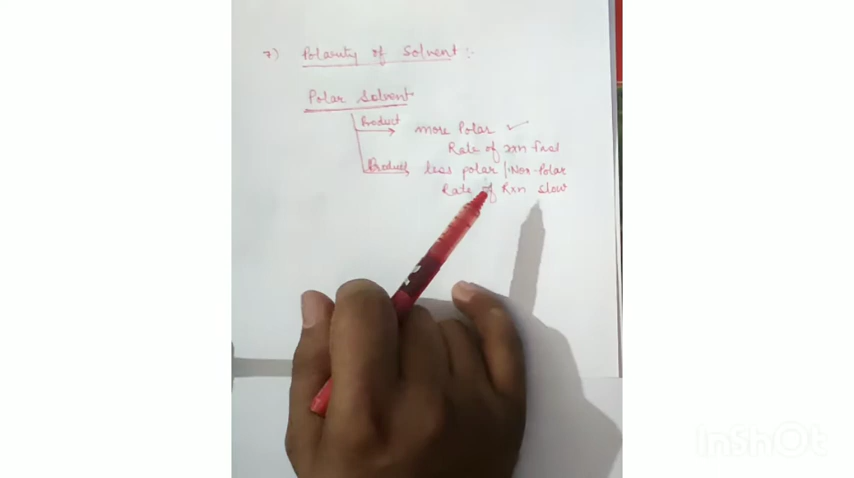 7) Polarity of Solvent :-
Polar Solvent
Product
more Polar ✓
Rate of rxn fast
Product
less polar / Non-Polar
Rate of Rxn slow
InShOt